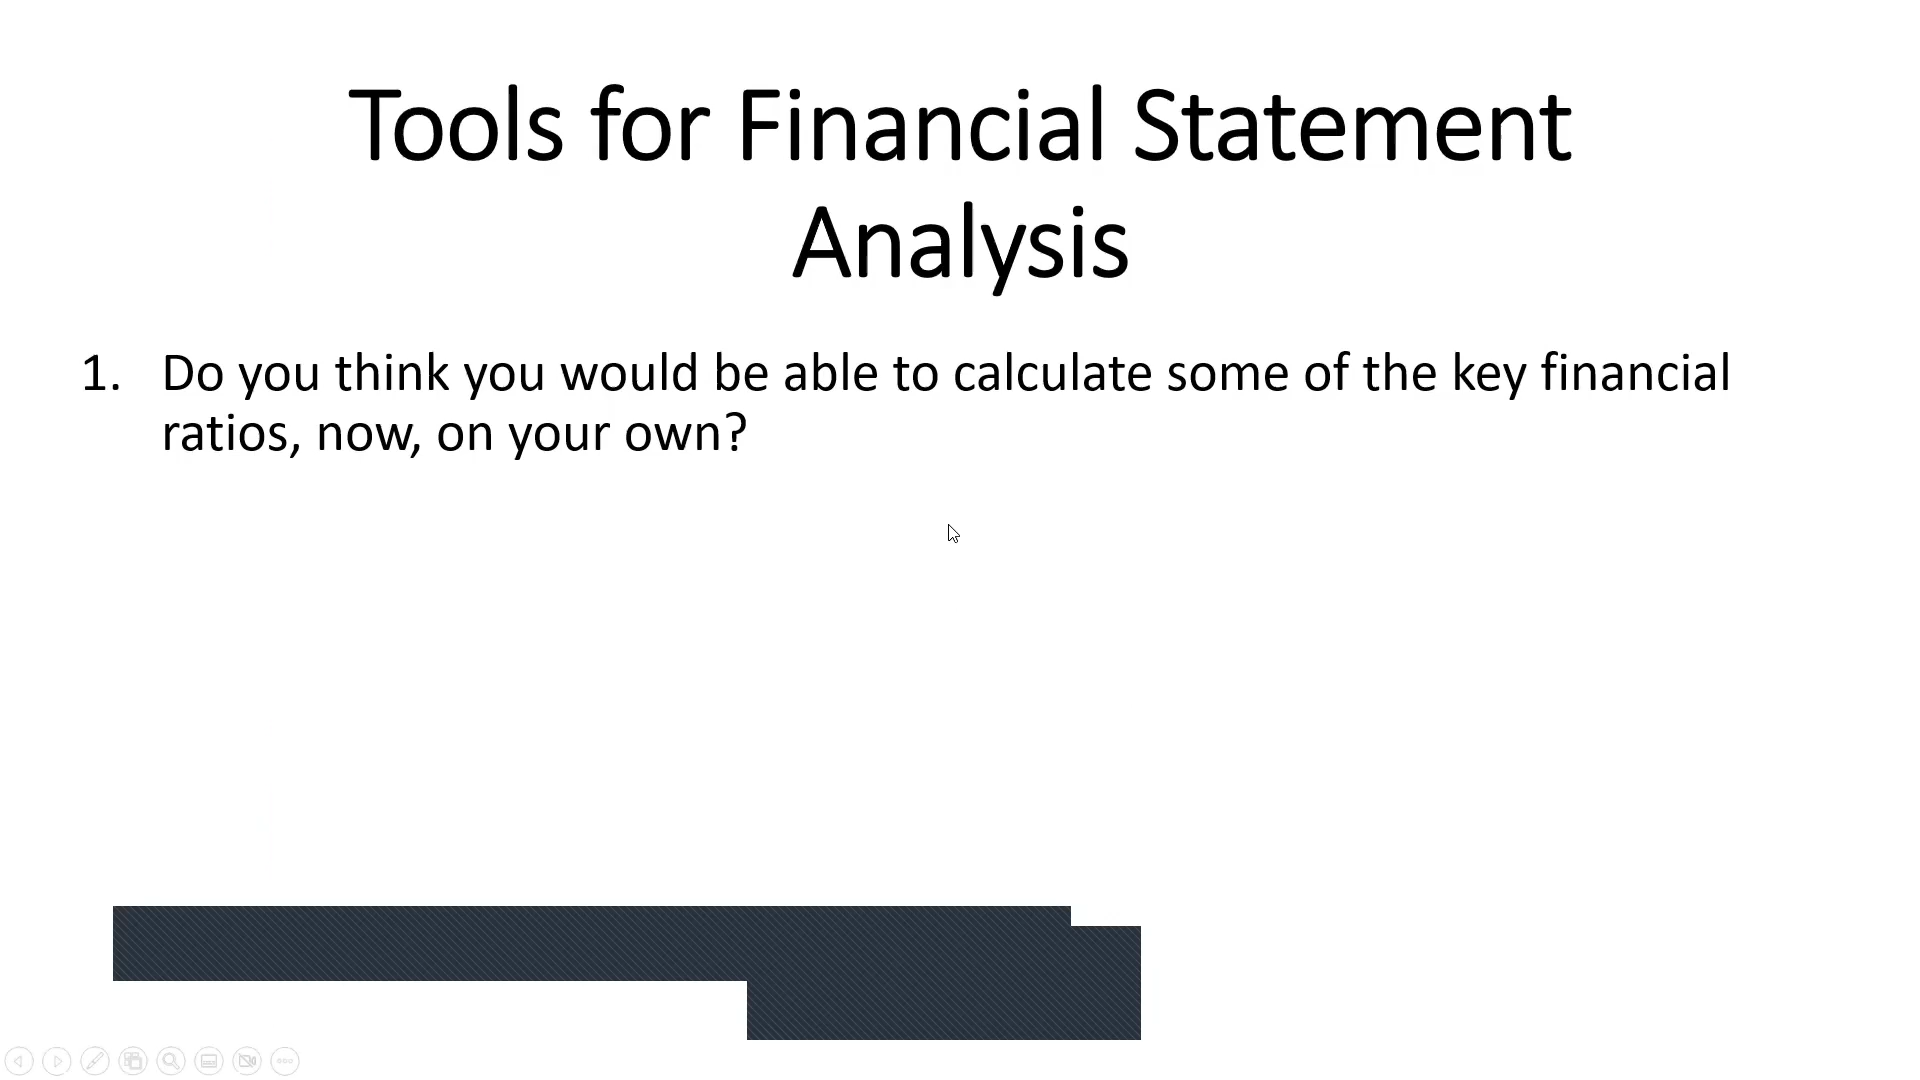 Tools for Financial Statement
Analysis
1. Do you think you would be able to calculate some of the key financial
ratios, now, on your own?